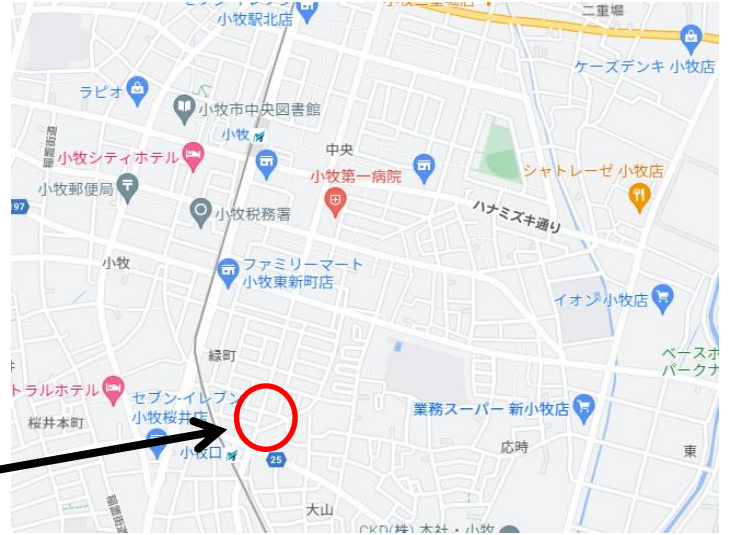 小牧駅北店
二重堀
ケーズデンキ 小牧店
ラピオ
小牧市中央図書館
小牧
中央
稲置街道
小牧シティホテル
小牧第一病院
シャトレーゼ 小牧店
小牧郵便局
97
小牧税務署
ハナミズキ通り
小牧
ファミリーマート
小牧東新町店
イオン 小牧店
緑町
ベースボ
パークナ
トラルホテル
セブン-イレブン
小牧桜井店
業務スーパー 新小牧店
桜井本町
小牧口
25
応時
東
稲置街道
大山
CKD(株) 本社・小牧